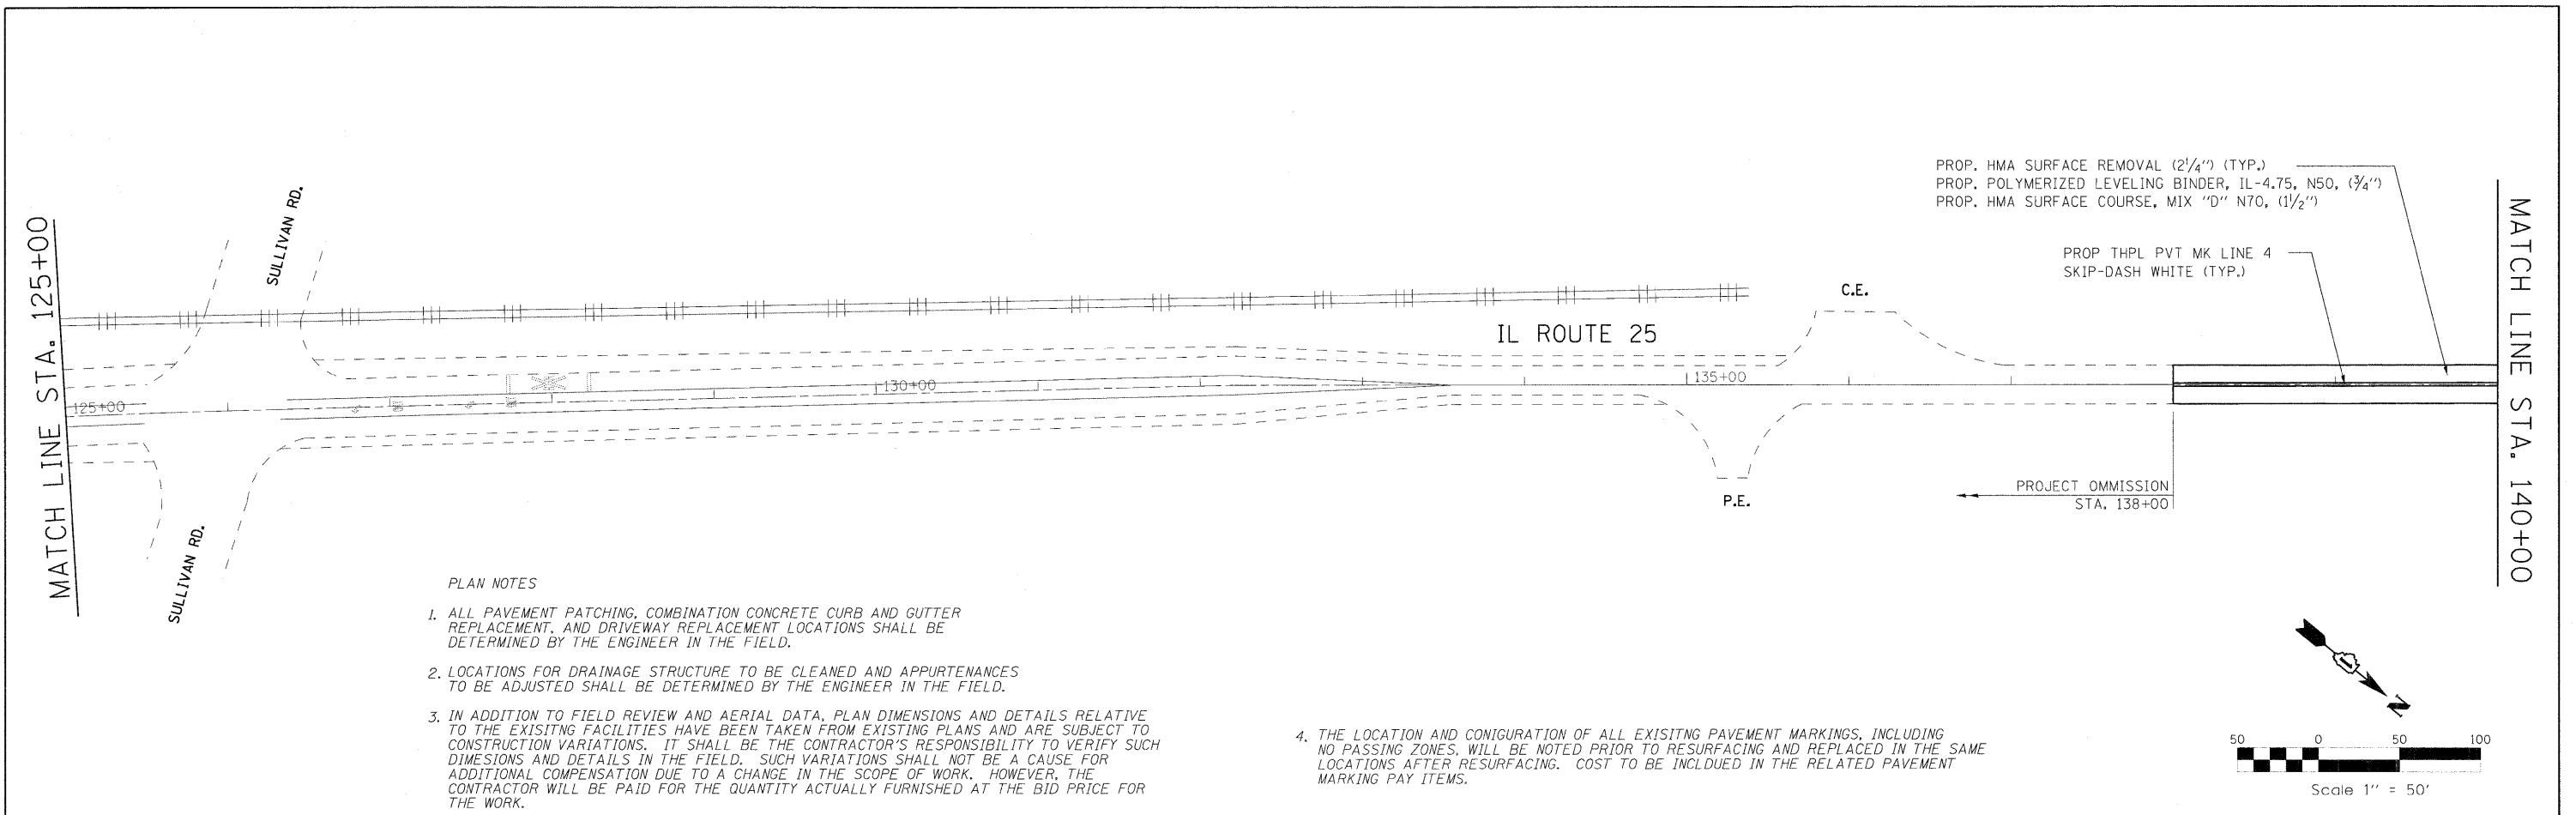 MATCH LINE STA. 125+00
SULLIVAN RD.
SULLIVAN RD.
125+00
130+00
IL ROUTE 25
135+00
C.E.
P.E.
PROP. HMA SURFACE REMOVAL (2 1/4") (TYP.)
PROP. POLYMERIZED LEVELING BINDER, IL-4.75, N50, (3/4")
PROP. HMA SURFACE COURSE, MIX "D" N70, (1 1/2")
PROP THPL PVT MK LINE 4
SKIP-DASH WHITE (TYP.)
PROJECT OMMISSION
STA. 138+00
MATCH LINE STA. 140+00
PLAN NOTES
1. ALL PAVEMENT PATCHING, COMBINATION CONCRETE CURB AND GUTTER
REPLACEMENT, AND DRIVEWAY REPLACEMENT LOCATIONS SHALL BE
DETERMINED BY THE ENGINEER IN THE FIELD.
2. LOCATIONS FOR DRAINAGE STRUCTURE TO BE CLEANED AND APPURTENANCES
TO BE ADJUSTED SHALL BE DETERMINED BY THE ENGINEER IN THE FIELD.
3. IN ADDITION TO FIELD REVIEW AND AERIAL DATA, PLAN DIMENSIONS AND DETAILS RELATIVE
TO THE EXISITNG FACILITIES HAVE BEEN TAKEN FROM EXISTING PLANS AND ARE SUBJECT TO
CONSTRUCTION VARIATIONS. IT SHALL BE THE CONTRACTOR'S RESPONSIBILITY TO VERIFY SUCH
DIMESIONS AND DETAILS IN THE FIELD. SUCH VARIATIONS SHALL NOT BE A CAUSE FOR
ADDITIONAL COMPENSATION DUE TO A CHANGE IN THE SCOPE OF WORK. HOWEVER, THE
CONTRACTOR WILL BE PAID FOR THE QUANTITY ACTUALLY FURNISHED AT THE BID PRICE FOR
THE WORK.
4. THE LOCATION AND CONIGURATION OF ALL EXISITNG PAVEMENT MARKINGS, INCLUDING
NO PASSING ZONES, WILL BE NOTED PRIOR TO RESURFACING AND REPLACED IN THE SAME
LOCATIONS AFTER RESURFACING. COST TO BE INCLDUED IN THE RELATED PAVEMENT
MARKING PAY ITEMS.
N
50 0 50 100
Scale 1" = 50'